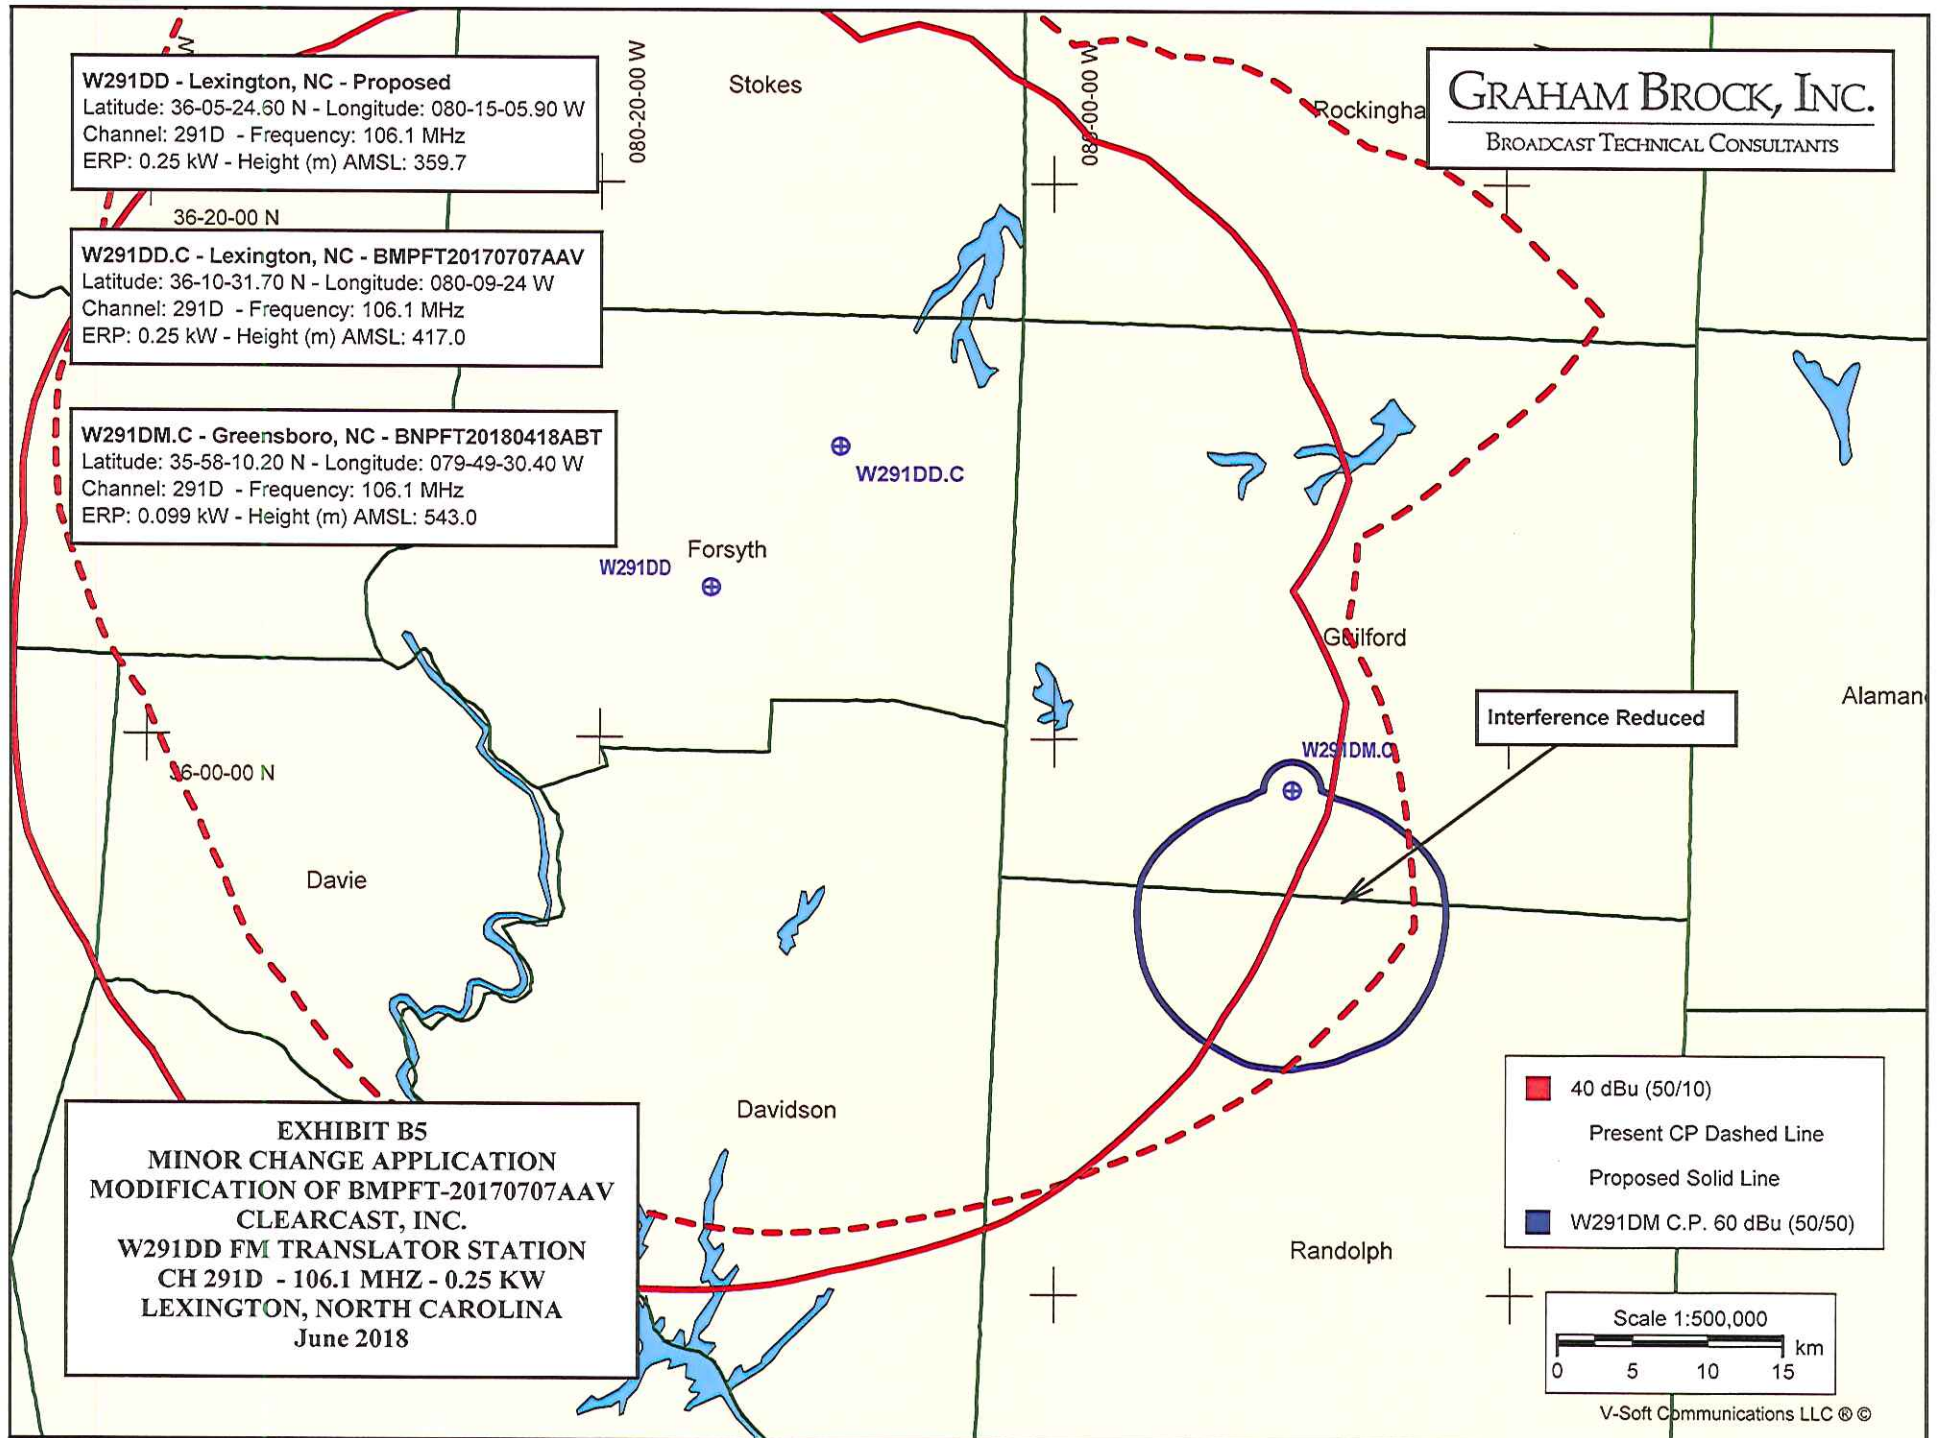 W291DD - Lexington, NC - Proposed
Latitude: 36-05-24.60 N - Longitude: 080-15-05.90 W
Channel: 291D - Frequency: 106.1 MHz
ERP: 0.25 kW - Height (m) AMSL: 359.7
W
080-20-00 W
Stokes
080-00-00 W
Rockingha
GRAHAM BROCK, INC.
BROADCAST TECHNICAL CONSULTANTS
36-20-00 N
W291DD.C - Lexington, NC - BMPFT20170707AAV
Latitude: 36-10-31.70 N - Longitude: 080-09-24 W
Channel: 291D - Frequency: 106.1 MHz
ERP: 0.25 kW - Height (m) AMSL: 417.0
W291DM.C - Greensboro, NC - BNPFT20180418ABT
Latitude: 35-58-10.20 N - Longitude: 079-49-30.40 W
Channel: 291D - Frequency: 106.1 MHz
ERP: 0.099 kW - Height (m) AMSL: 543.0
W291DD.C
Forsyth
W291DD
Guilford
Alaman
Interference Reduced
W291DM.C
36-00-00 N
Davie
Davidson
Randolph
EXHIBIT B5
MINOR CHANGE APPLICATION
MODIFICATION OF BMPFT-20170707AAV
CLEARCAST, INC.
W291DD FM TRANSLATOR STATION
CH 291D - 106.1 MHZ - 0.25 KW
LEXINGTON, NORTH CAROLINA
June 2018
40 dBu (50/10)
Present CP Dashed Line
Proposed Solid Line
W291DM C.P. 60 dBu (50/50)
Scale 1:500,000
km
0 5 10 15
V-Soft Communications LLC ® ©